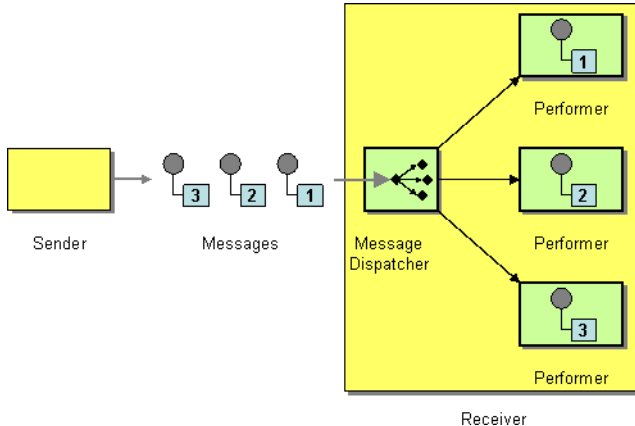 1
Performer
3 2 1
2
Sender
Messages
Message
Dispatcher
Performer
3
Performer
Receiver